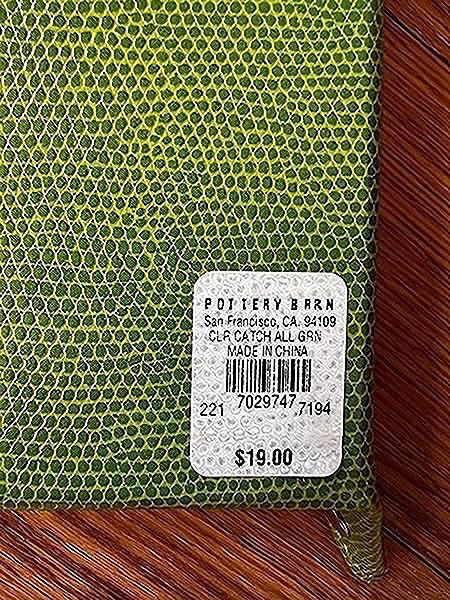 POTTERY BARN
San Francisco, CA. 94109
CLR CATCH ALL GRN
MADE IN CHINA
221 7029747 7194
$19.00